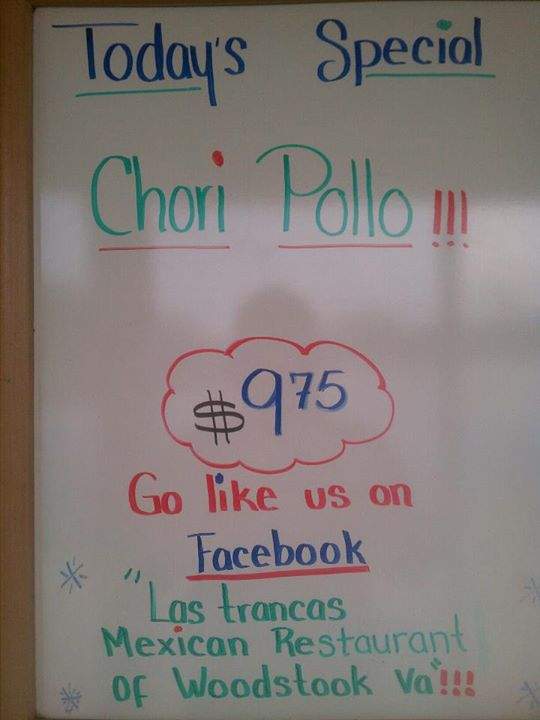 Today's Special
Chori Pollo !!!
$975
Go like us on
Facebook
"Las trancas
Mexican Restaurant
of Woodstook Va"!!!